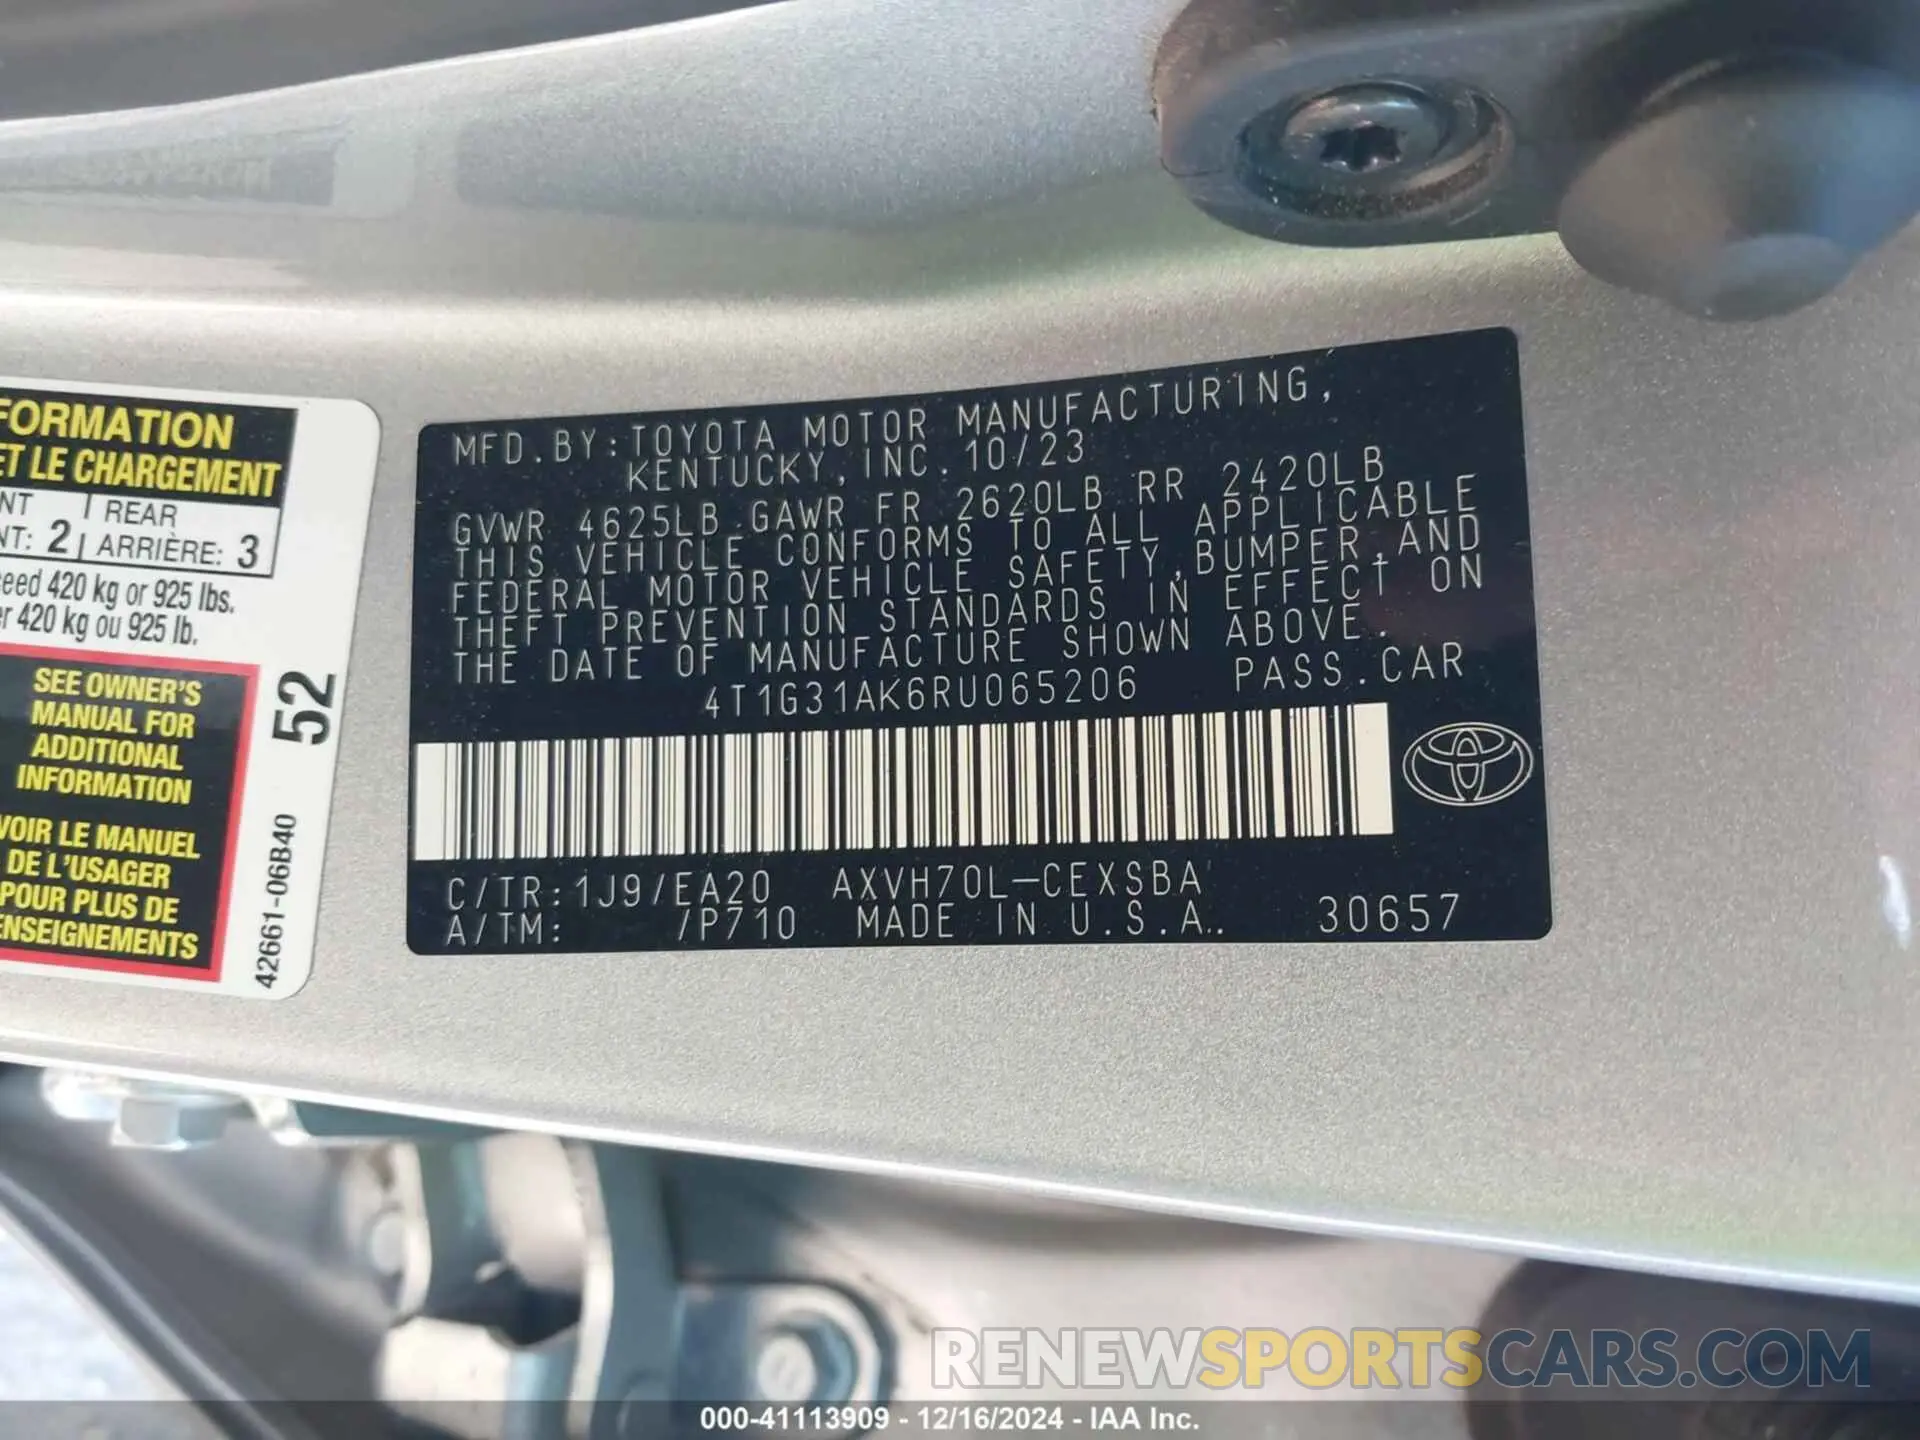 FORMATION
ET LE CHARGEMENT
NT | REAR
NT: 2 | ARRIÈRE: 3
eed 420 kg or 925 lbs.
r 420 kg ou 925 lb.
SEE OWNER'S
MANUAL FOR
ADDITIONAL
INFORMATION
VOIR LE MANUEL
DE L'USAGER
POUR PLUS DE
ENSEIGNEMENTS
52
42661-06B40
MFD.BY:TOYOTA MOTOR MANUFACTURING,
KENTUCKY,INC.10/23
GVWR 4625LB GAWR FR 2620LB RR 2420LB
THIS VEHICLE CONFORMS TO ALL APPLICABLE
FEDERAL MOTOR VEHICLE SAFETY,BUMPER,AND
THEFT PREVENTION STANDARDS IN EFFECT ON
THE DATE OF MANUFACTURE SHOWN ABOVE.
4T1G31AK6RU065206 PASS.CAR
C/TR:1J9/EA20 AXVH70L-CEXSBA
A/TM: /P710 MADE IN U.S.A. 30657
RENEWSPORTSCARS.COM
000-41113909 - 12/16/2024 - IAA Inc.